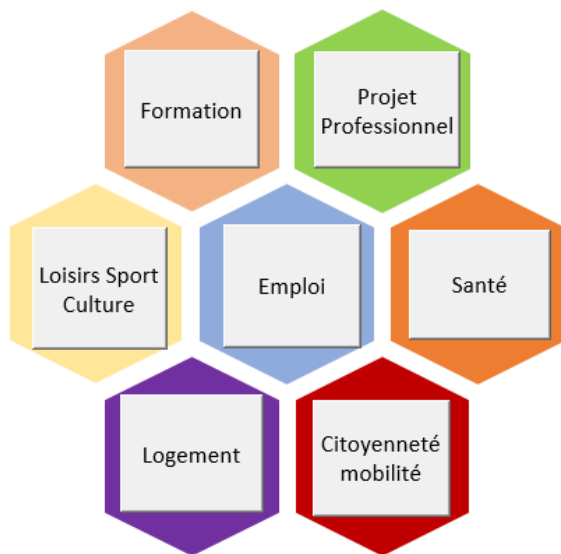 Formation
Projet
Professionnel
Loisirs Sport
Culture
Emploi
Santé
Logement
Citoyenneté
mobilité